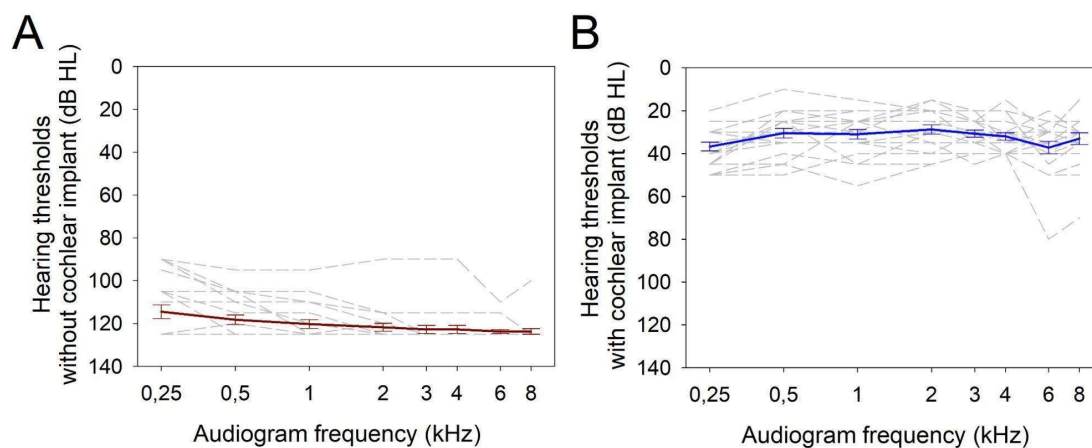 A
Hearing thresholds
without cochlear implant (dB HL)
0
20
40
60
80
100
120
140
0,25 0,5 1 2 3 4 6 8
Audiogram frequency (kHz)
B
Hearing thresholds
with cochlear implant (dB HL)
0
20
40
60
80
100
120
140
0,25 0,5 1 2 3 4 6 8
Audiogram frequency (kHz)